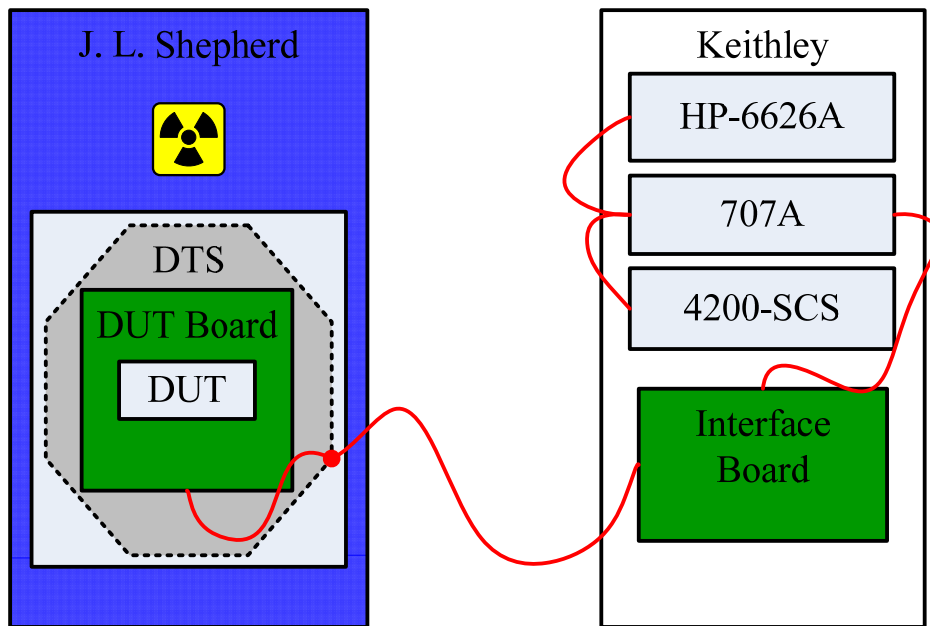 J. L. Shepherd
DTS
DUT Board
DUT
Keithley
HP-6626A
707A
4200-SCS
Interface
Board